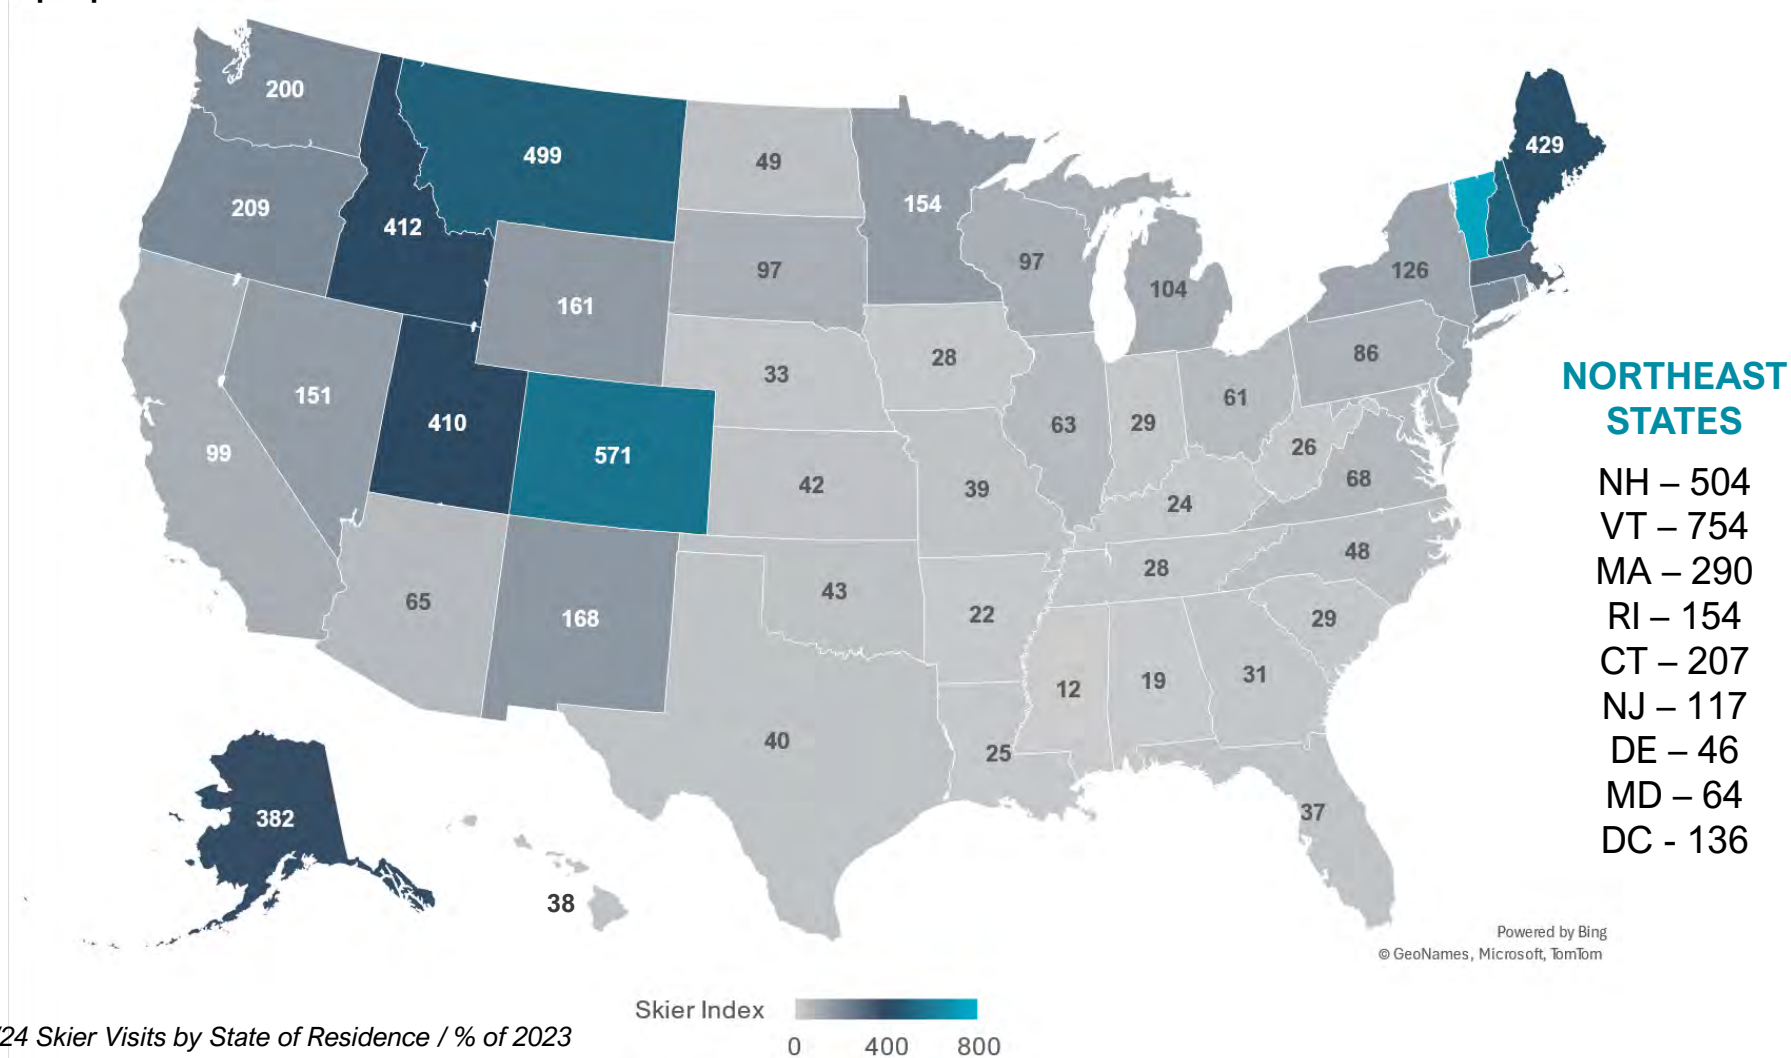 200
499
49
154
429
209
412
97
97
104
126
161
28
33
86
151
410
571
63
29
61
26
99
42
39
68
24
65
168
43
22
28
48
29
12
19
31
40
25
37
382
38
NORTHEAST
STATES
NH – 504
VT – 754
MA – 290
RI – 154
CT – 207
NJ – 117
DE – 46
MD – 64
DC - 136
Powered by Bing
© GeoNames, Microsoft, TomTom
Skier Index
0 400 800
/24 Skier Visits by State of Residence / % of 2023